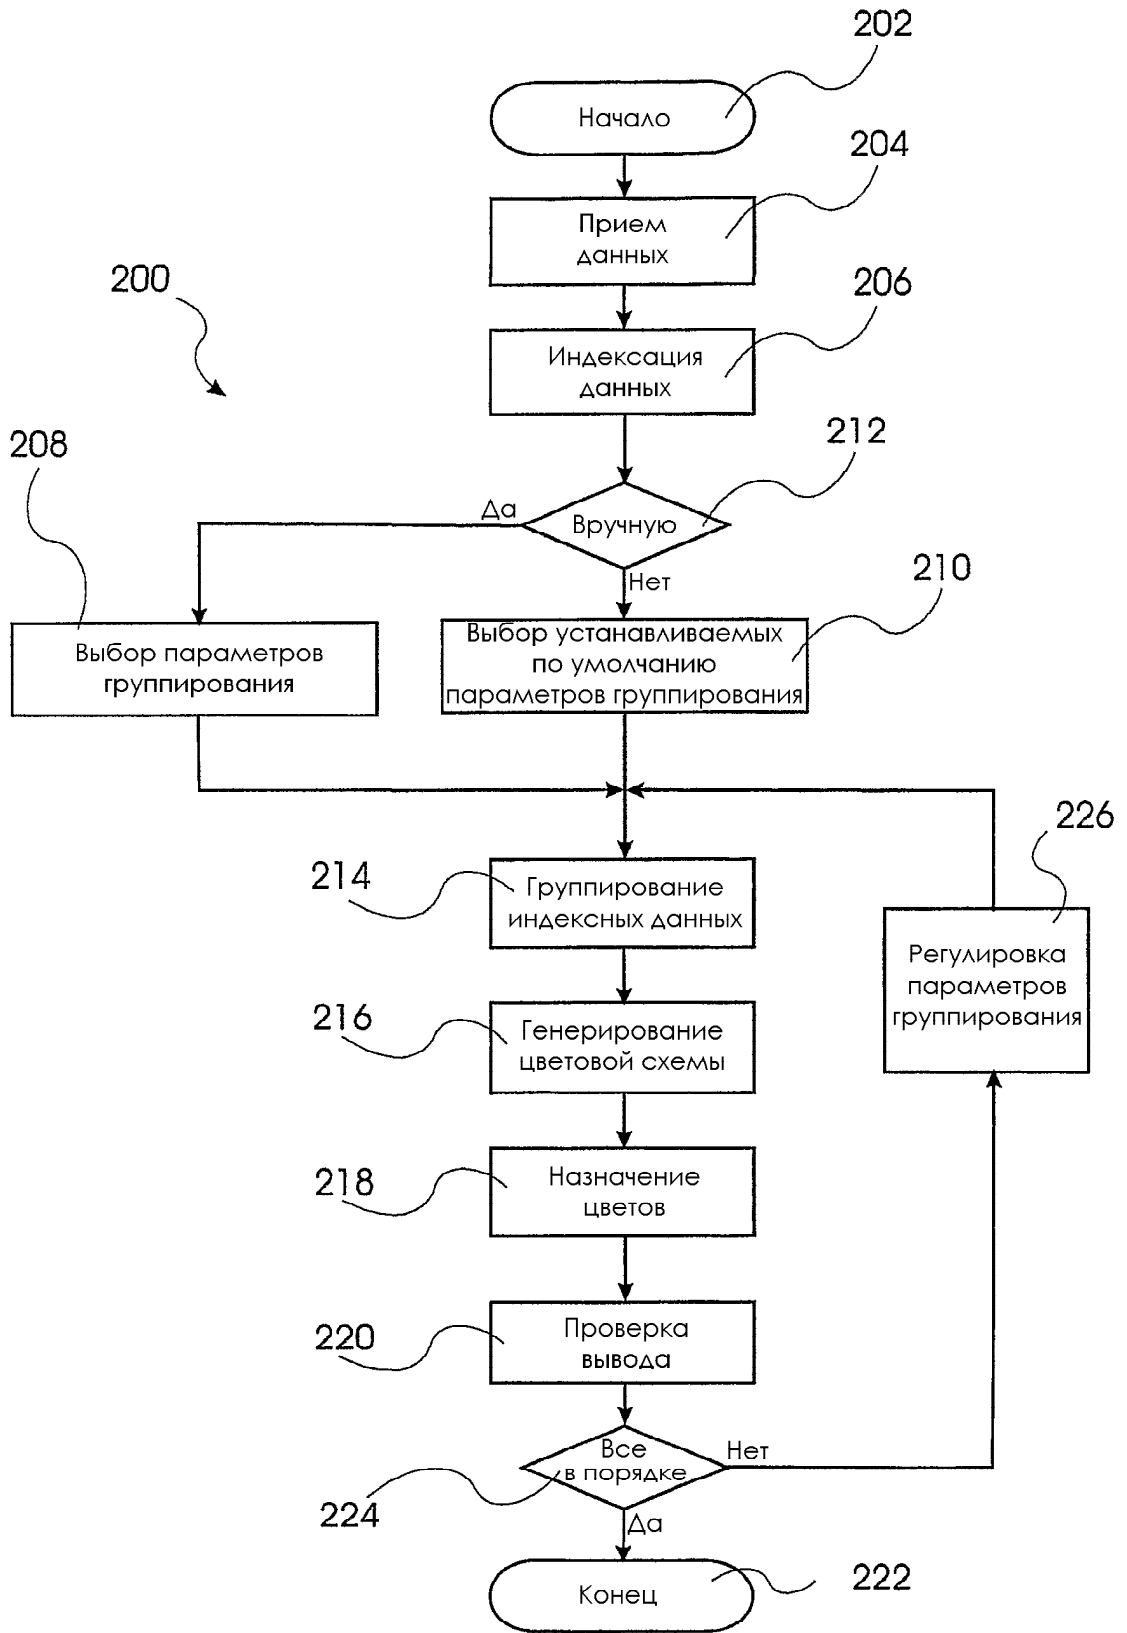 202
Начало
204
Прием
данных
200
206
Индексация
данных
208
212
Да
Вручную
Нет
210
Выбор параметров
группирования
Выбор устанавливаемых
по умолчанию
параметров группирования
226
214
Группирование
индексных данных
Регулировка
параметров
группирования
216
Генерирование
цветовой схемы
218
Назначение
цветов
220
Проверка
вывода
Все
в порядке
Нет
224
Да
222
Конец